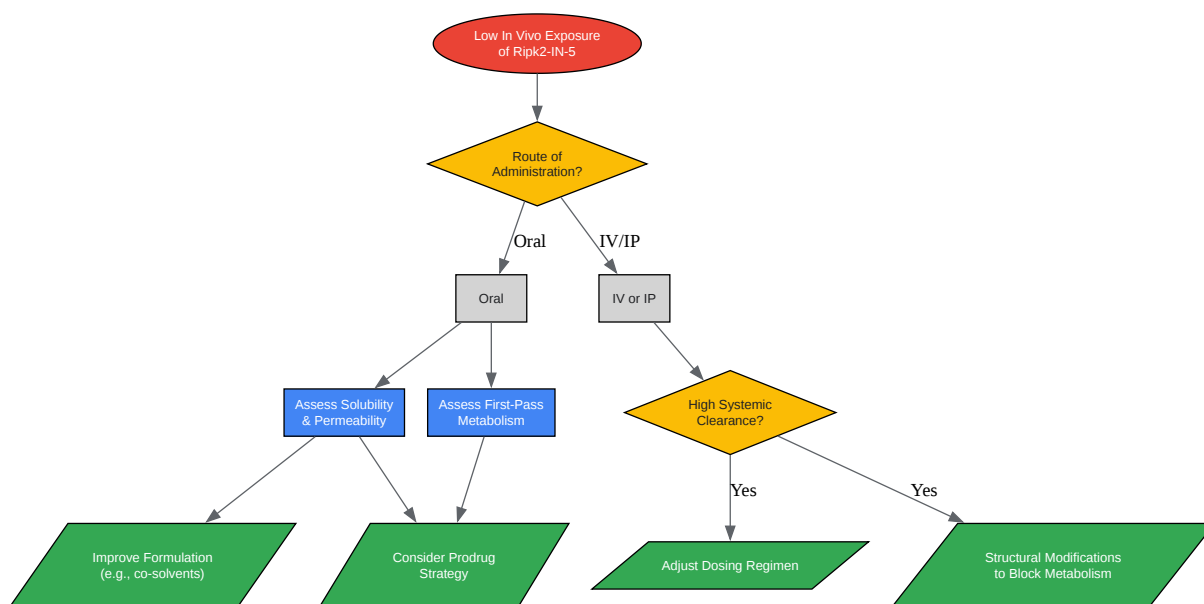 Low In Vivo Exposure
of Ripk2-IN-5
Route of
Administration?
Oral
IV/IP
Oral
IV or IP
Assess Solubility
& Permeability
Assess First-Pass
Metabolism
High Systemic
Clearance?
Yes
Yes
Improve Formulation
(e.g., co-solvents)
Consider Prodrug
Strategy
Adjust Dosing Regimen
Structural Modifications
to Block Metabolism